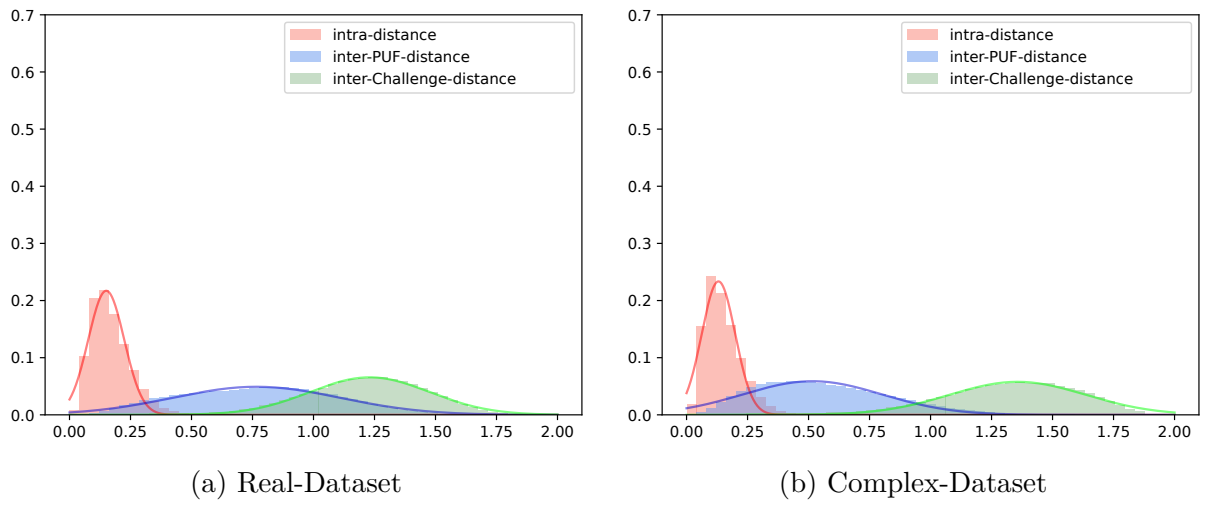 0.7
0.6
0.5
0.4
0.3
0.2
0.1
0.0
0.00 0.25 0.50 0.75 1.00 1.25 1.50 1.75 2.00
intra-distance
inter-PUF-distance
inter-Challenge-distance
(a) Real-Dataset
0.7
0.6
0.5
0.4
0.3
0.2
0.1
0.0
0.00 0.25 0.50 0.75 1.00 1.25 1.50 1.75 2.00
intra-distance
inter-PUF-distance
inter-Challenge-distance
(b) Complex-Dataset